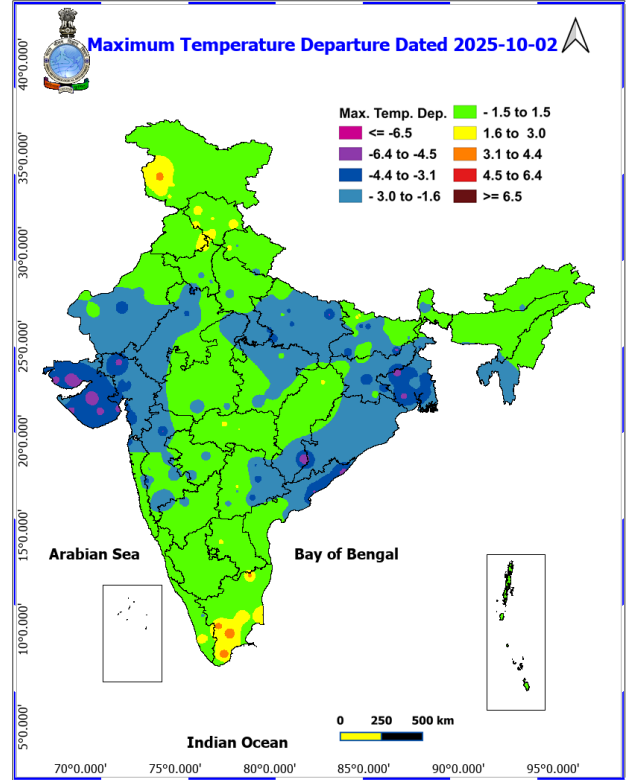 Maximum Temperature Departure Dated 2025-10-02
Max. Temp. Dep.
<= -6.5
-6.4 to -4.5
-4.4 to -3.1
- 3.0 to -1.6
- 1.5 to 1.5
1.6 to 3.0
3.1 to 4.4
4.5 to 6.4
>= 6.5
40°0.000'
35°0.000'
30°0.000'
25°0.000'
20°0.000'
15°0.000'
10°0.000'
5°0.000'
Arabian Sea
Bay of Bengal
Indian Ocean
0 250 500 km
70°0.000' 75°0.000' 80°0.000' 85°0.000' 90°0.000' 95°0.000'